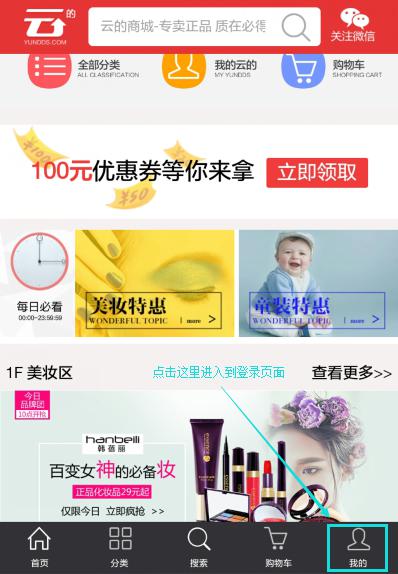 云的
YUNDDS.COM
云的商城-专卖正品 质在必得
关注微信
全部分类
ALL CLASSIFICATION
我的云的
MY YUNDDS
购物车
SHOPPING CART
¥100
¥50
100元优惠券等你来拿
立即领取
每日必看
00:00~23:59:59
美妆特惠
WONDERFUL TOPIC | more >
童装特惠
WONDERFUL TOPIC | more >
1F 美妆区
点击这里进入到登录页面
查看更多>>
今日
品牌团
10点开抢
hanbeili
韩蓓丽
百变女神的必备妆
正品化妆品29元起
仅限今日 立即疯抢 >>
首页
分类
搜索
购物车
我的